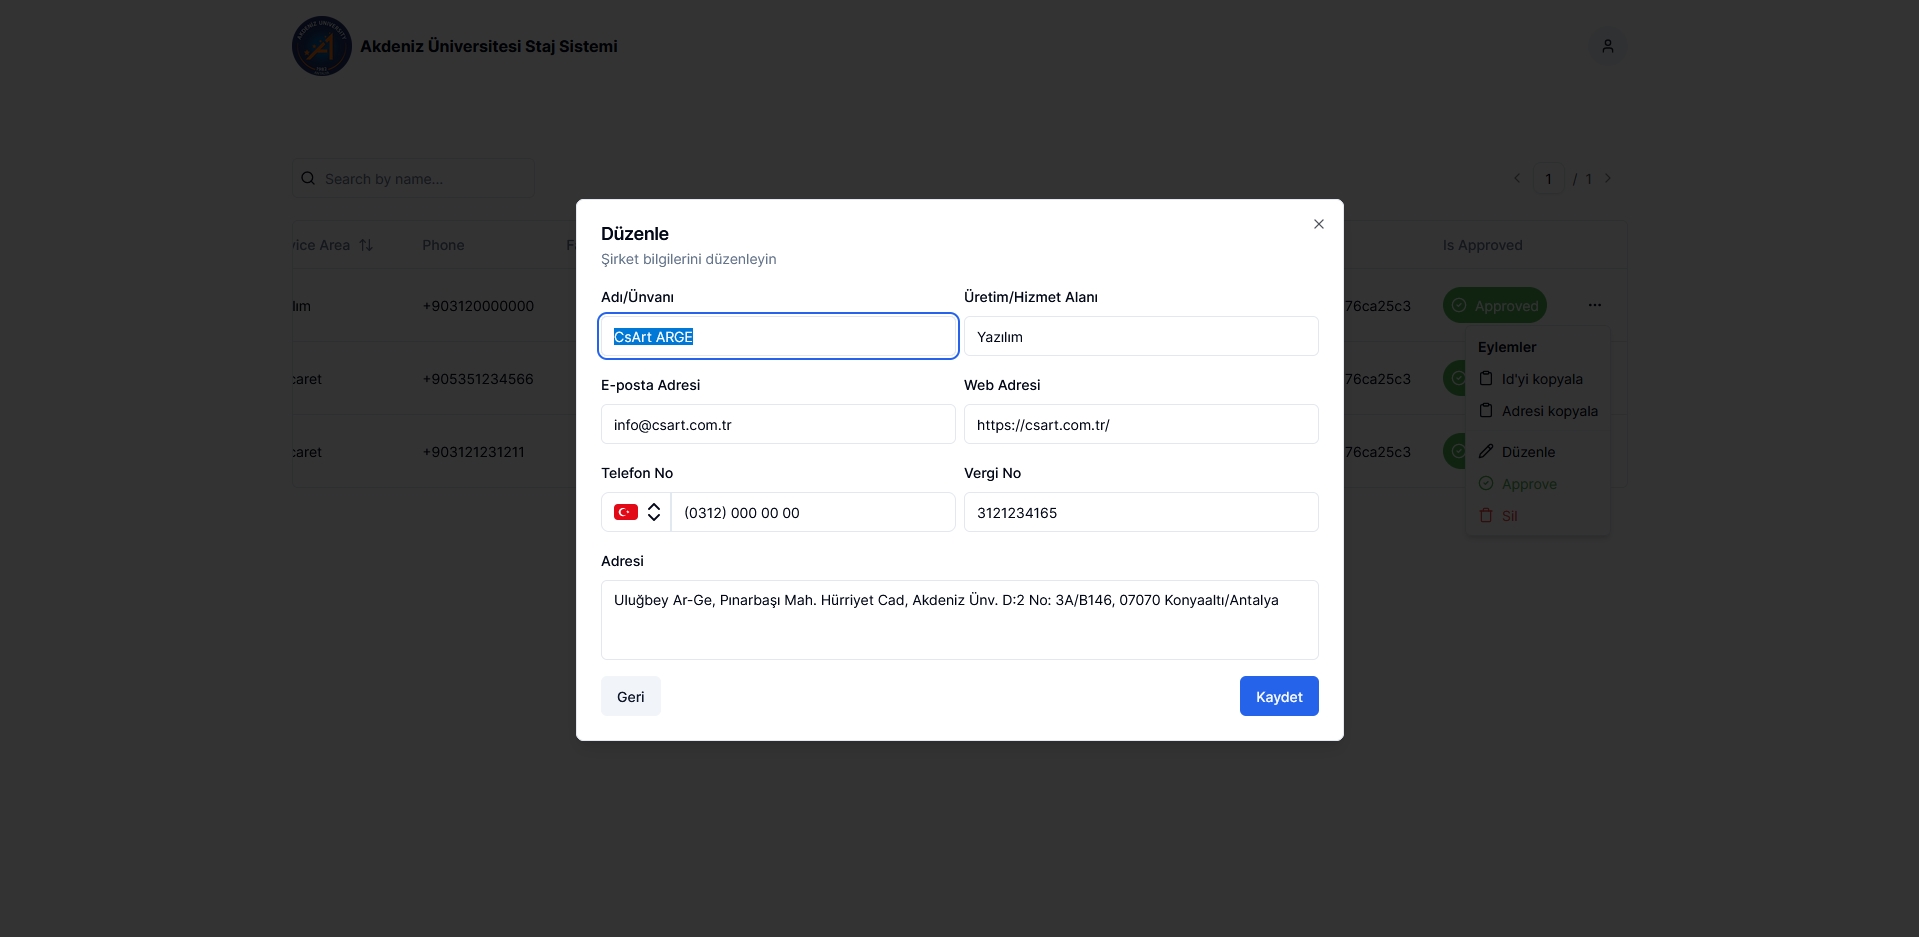 Akdeniz Üniversitesi Staj Sistemi
Search by name...
1 / 1
vice Area Phone Is Approved
+903120000000 76ca25c3 Approved
caret +905351234566 76ca25c3
caret +903121231211 76ca25c3
Eylemler
Id'yi kopyala
Adresi kopyala
Düzenle
Approve
Sil
Düzenle
Şirket bilgilerini düzenleyin
Adı/Ünvanı Üretim/Hizmet Alanı
CsArt ARGE Yazılım
E-posta Adresi Web Adresi
info@csart.com.tr https://csart.com.tr/
Telefon No Vergi No
(0312) 000 00 00 3121234165
Adresi
Uluğbey Ar-Ge, Pınarbaşı Mah. Hürriyet Cad, Akdeniz Ünv. D:2 No: 3A/B146, 07070 Konyaaltı/Antalya
Geri Kaydet